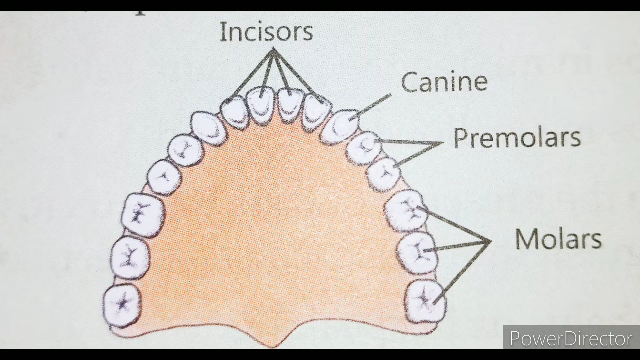 Incisors
Canine
Premolars
Molars
PowerDirector